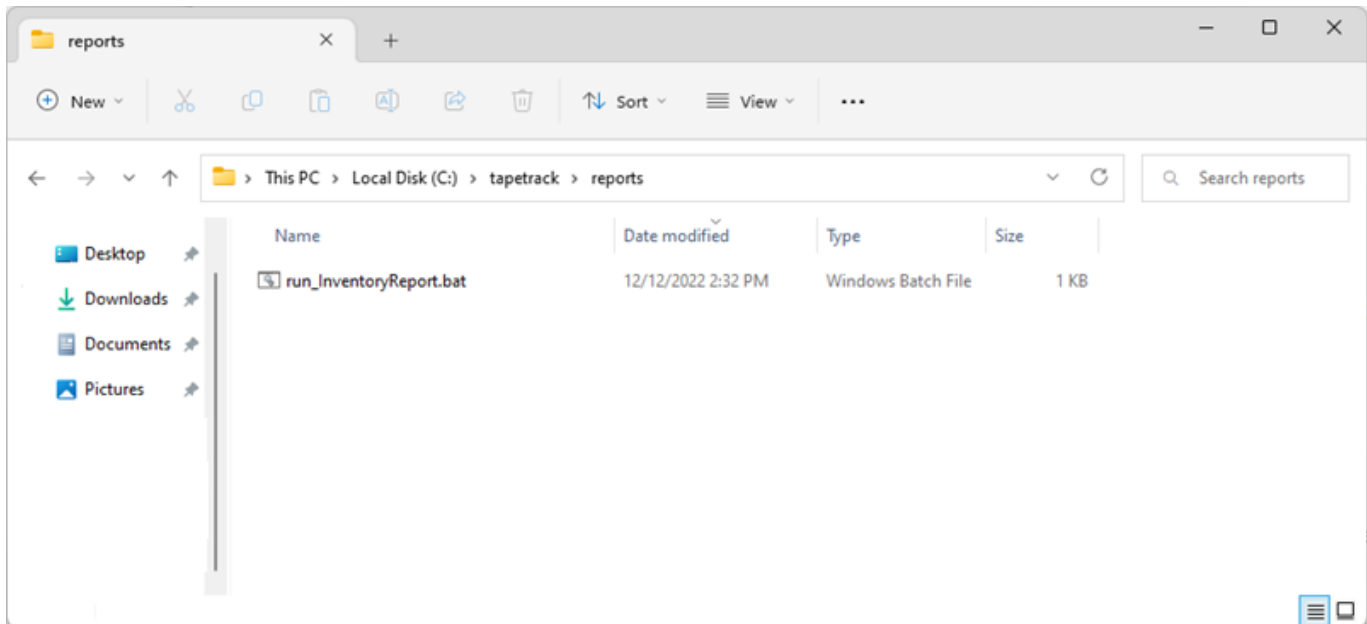 reports
New Sort View
This PC > Local Disk (C:) > tapetrack > reports Search reports
Name Date modified Type Size
Desktop
run_InventoryReport.bat 12/12/2022 2:32 PM Windows Batch File 1 KB
Downloads
Documents
Pictures